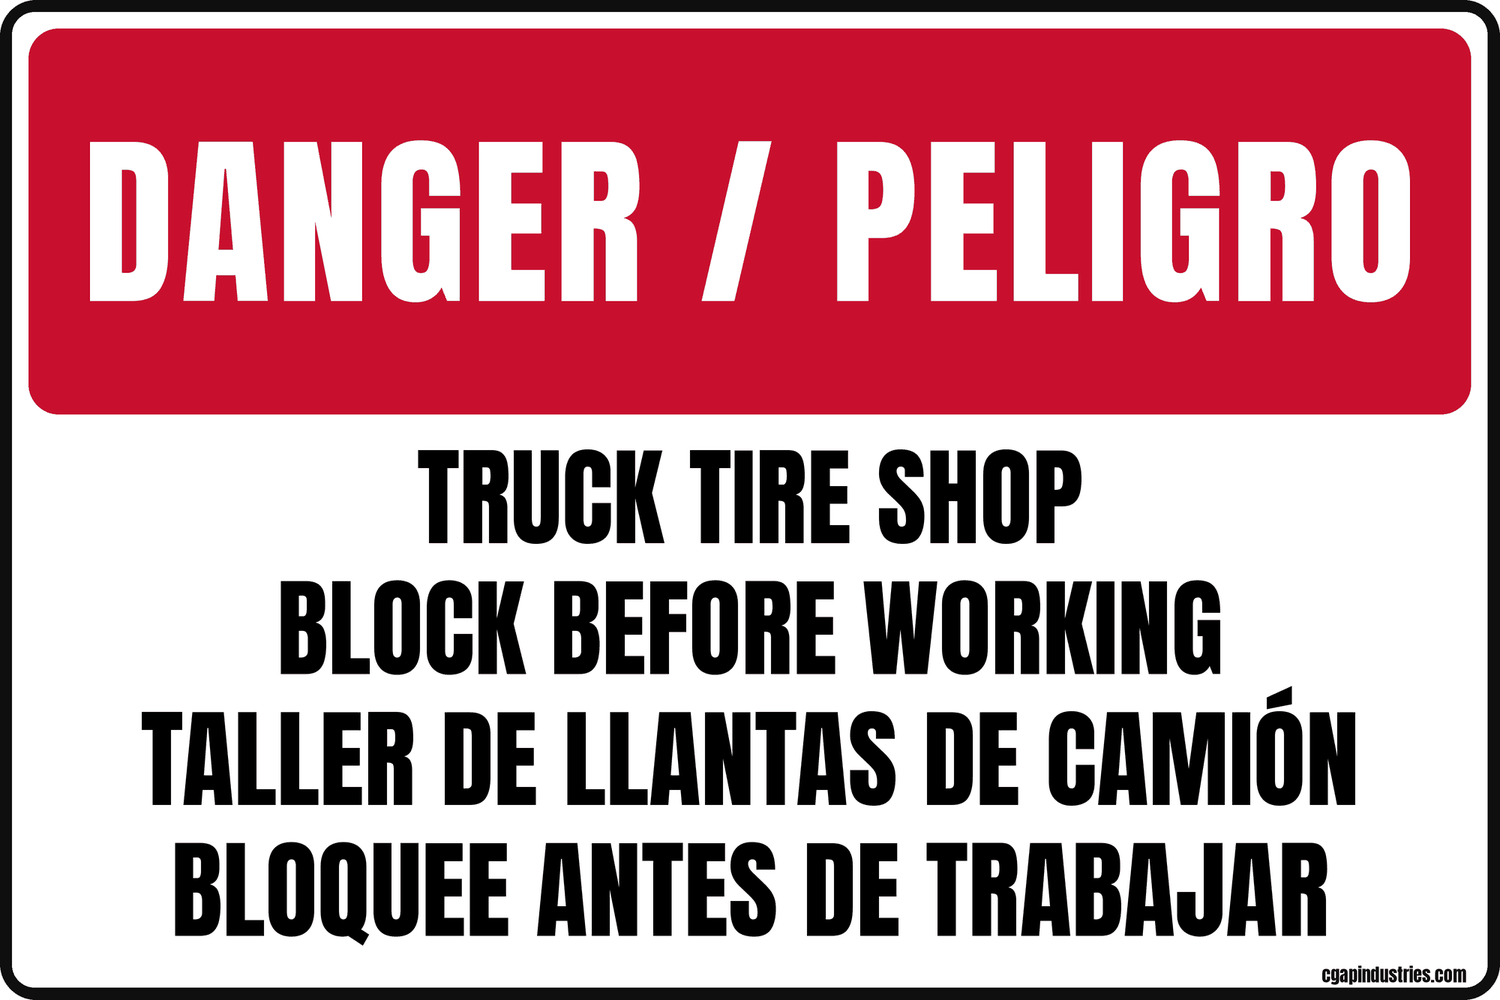 DANGER / PELIGRO
TRUCK TIRE SHOP
BLOCK BEFORE WORKING
TALLER DE LLANTAS DE CAMIÓN
BLOQUEE ANTES DE TRABAJAR
cgapindustries.com